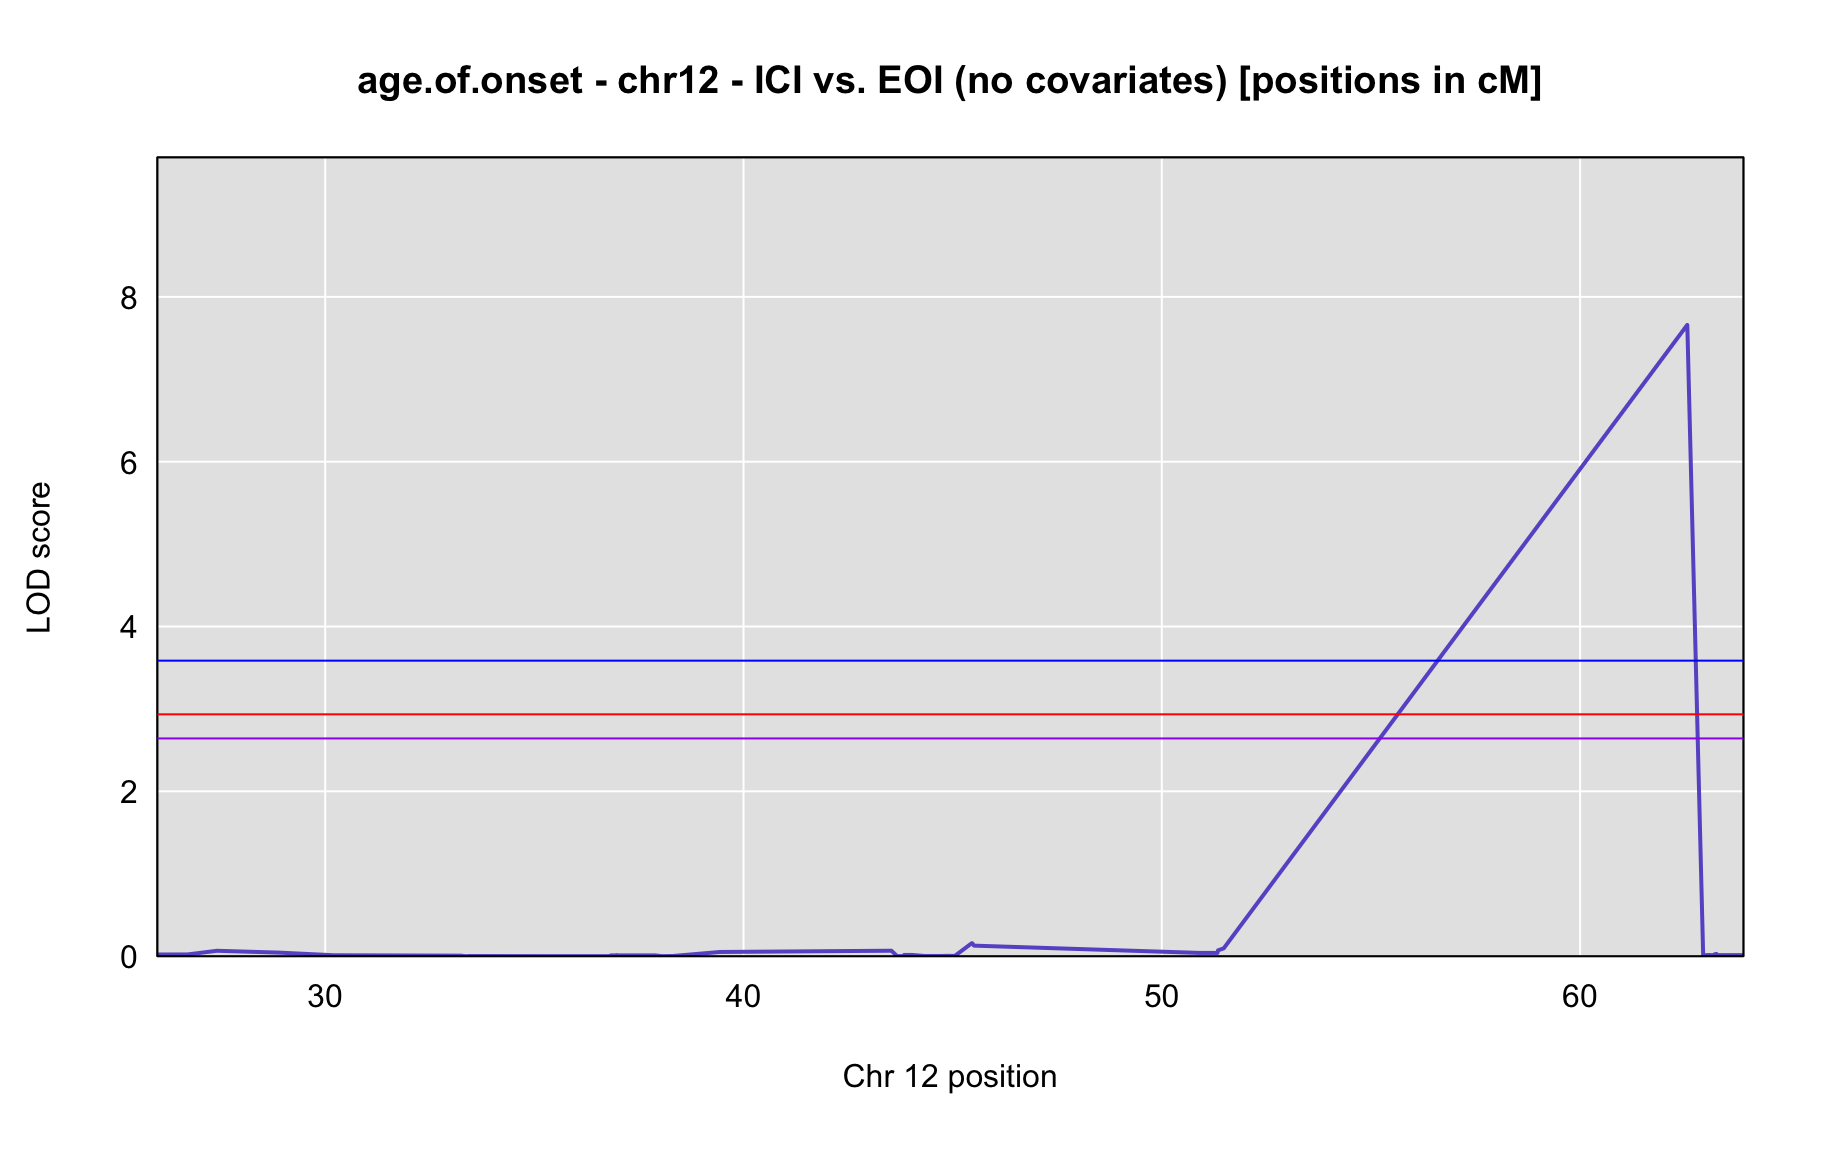 age.of.onset - chr12 - ICI vs. EOI (no covariates) [positions in cM]
LOD score
8
6
4
2
0
30 40 50 60
Chr 12 position